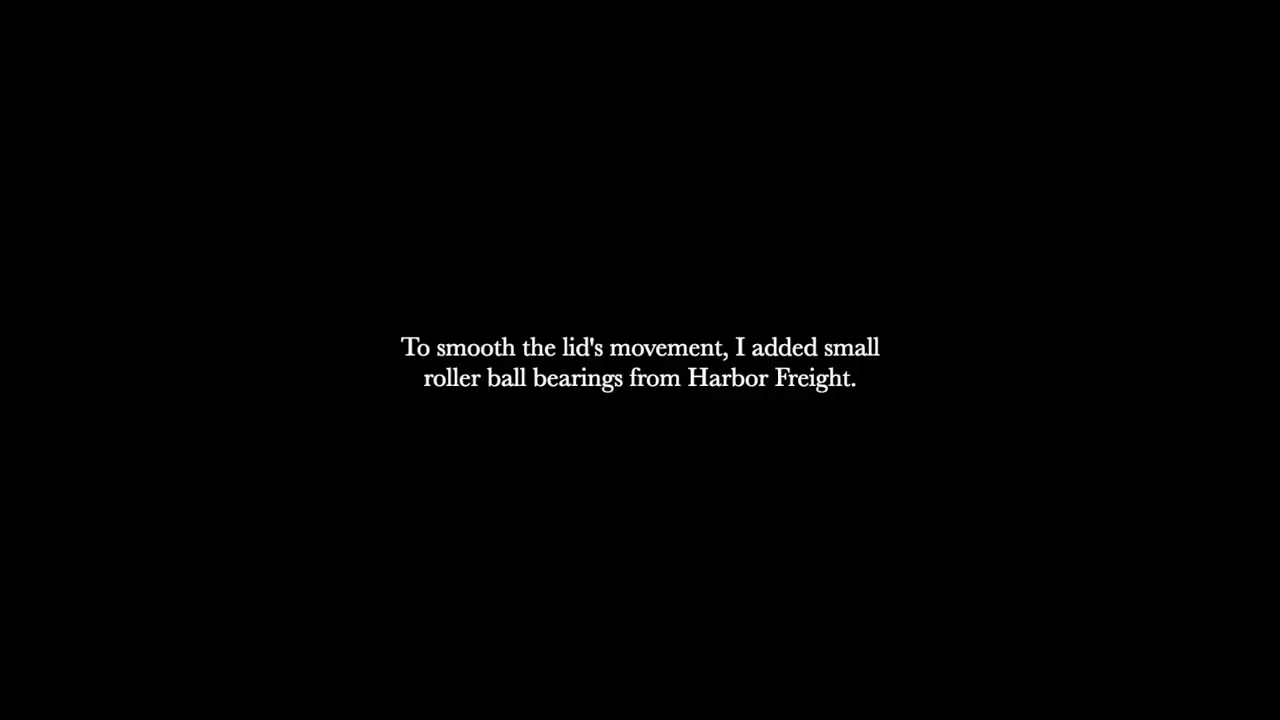 To smooth the lid's movement, I added small
roller ball bearings from Harbor Freight.